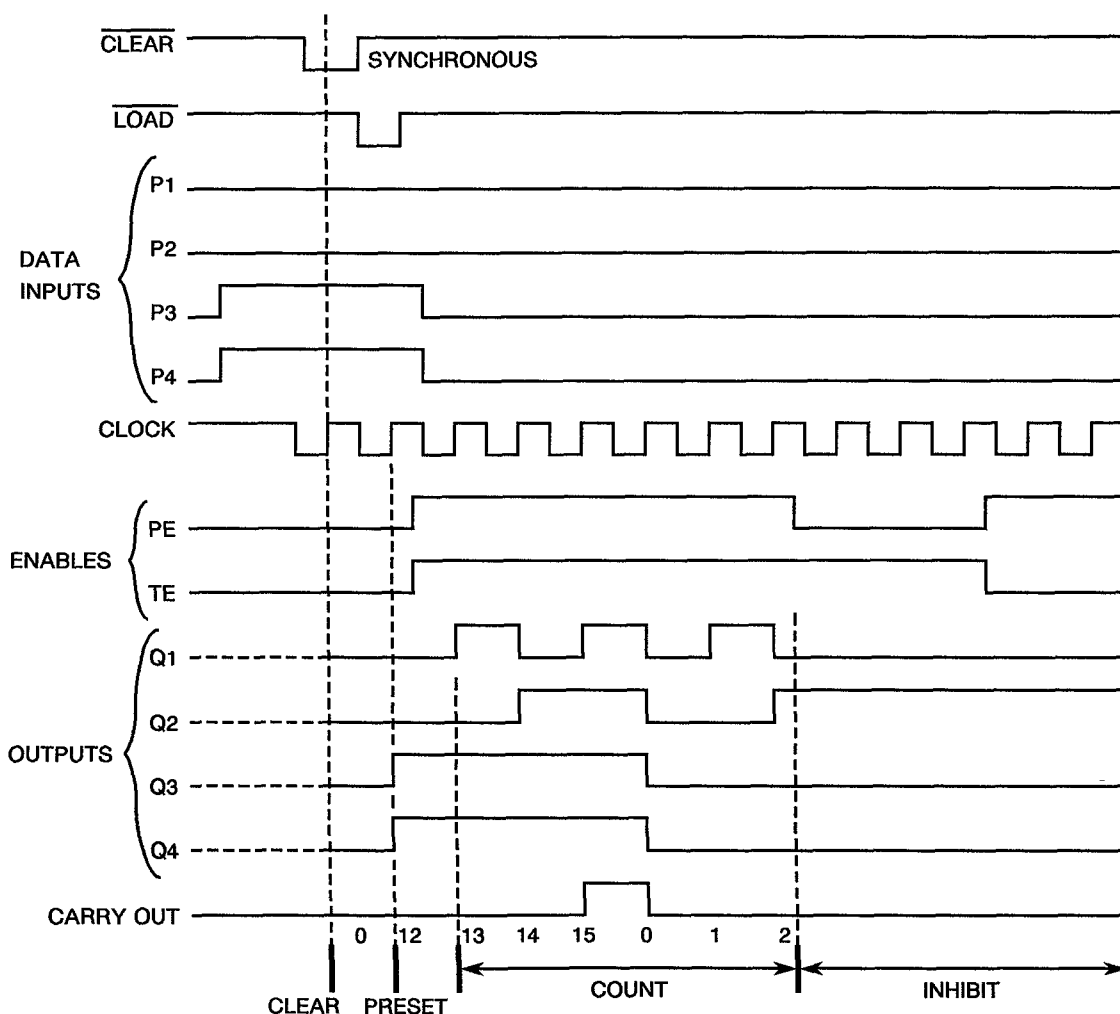 CLEAR
SYNCHRONOUS
LOAD
P1
P2
DATA
INPUTS
P3
P4
CLOCK
PE
ENABLES
TE
Q1
Q2
OUTPUTS
Q3
Q4
CARRY OUT
0 12 13 14 15 0 1 2
COUNT INHIBIT
CLEAR PRESET